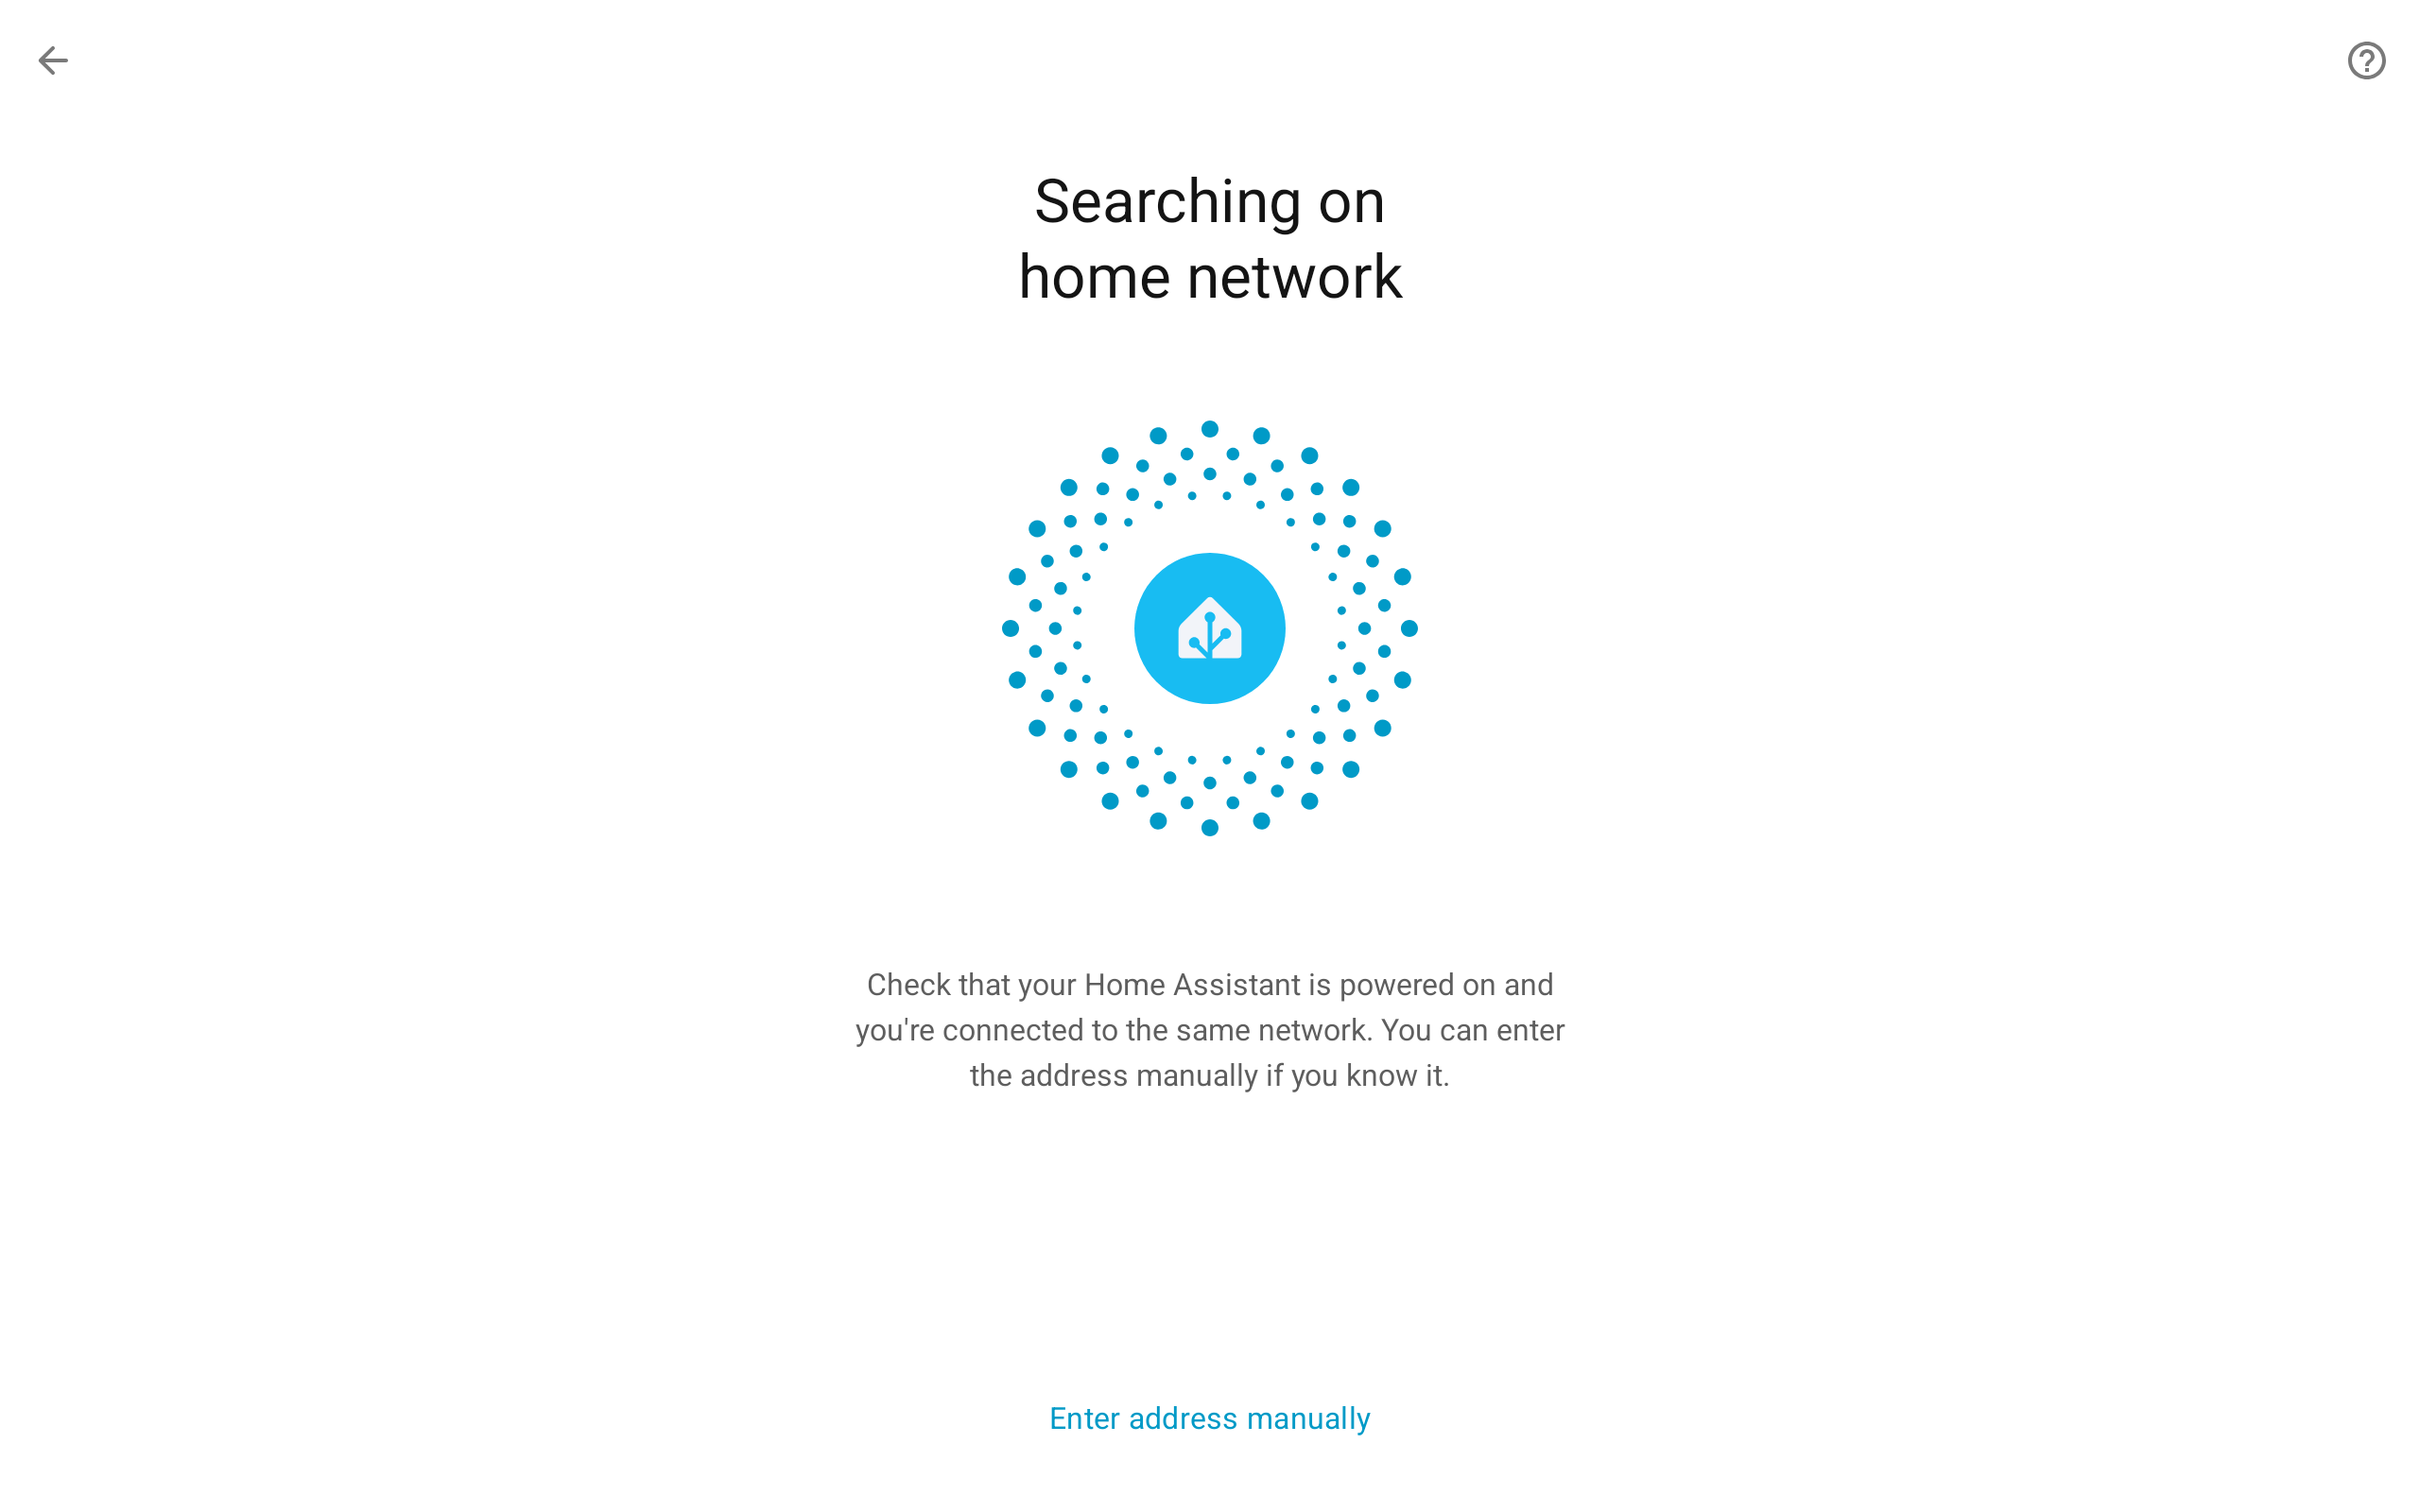 Searching on
home network
Check that your Home Assistant is powered on and
you're connected to the same network. You can enter
the address manually if you know it.
Enter address manually